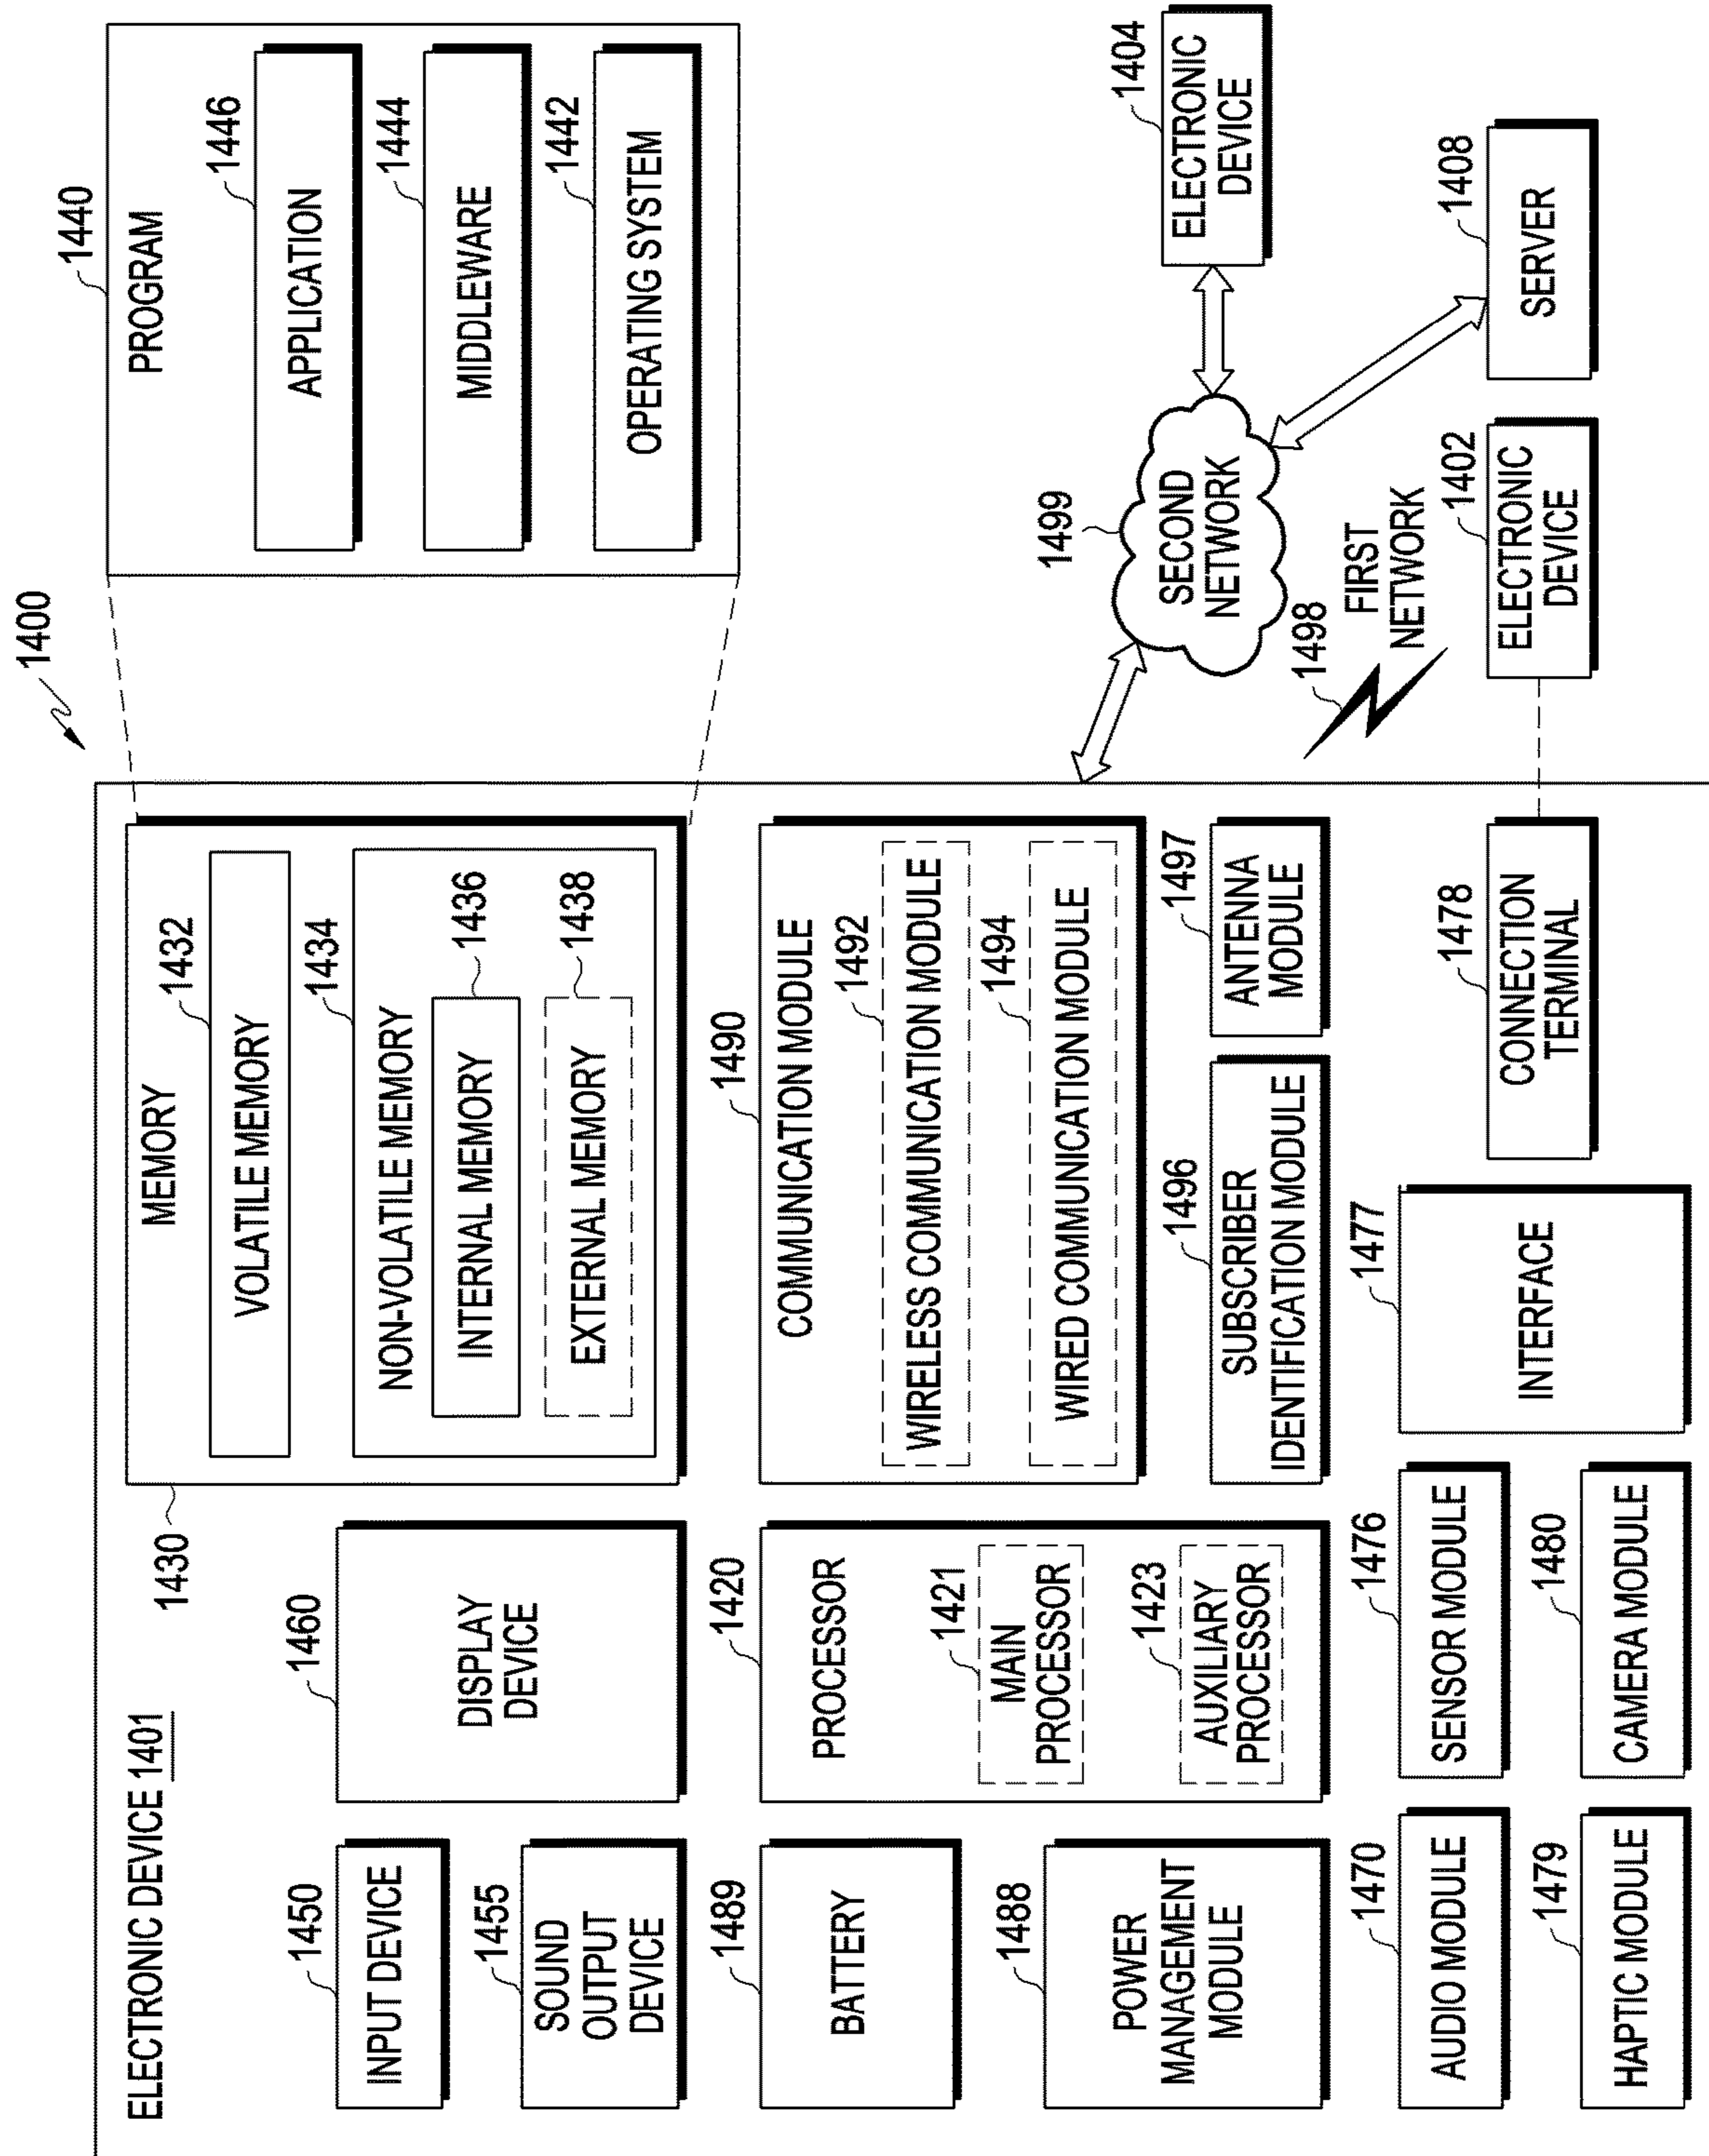 1400
ELECTRONIC DEVICE 1401
1430
MEMORY
1432
VOLATILE MEMORY
1434
NON-VOLATILE MEMORY
INTERNAL MEMORY
1436
EXTERNAL MEMORY
1438
1440
PROGRAM
1446
APPLICATION
1444
MIDDLEWARE
1442
OPERATING SYSTEM
1450
INPUT DEVICE
1455
SOUND
OUTPUT
DEVICE
1460
DISPLAY
DEVICE
1489
BATTERY
1488
POWER
MANAGEMENT
MODULE
1420
PROCESSOR
1421
MAIN
PROCESSOR
1423
AUXILIARY
PROCESSOR
1490
COMMUNICATION MODULE
1492
WIRELESS COMMUNICATION MODULE
1494
WIRED COMMUNICATION MODULE
1496
SUBSCRIBER
IDENTIFICATION MODULE
1497
ANTENNA
MODULE
1470
AUDIO MODULE
1476
SENSOR MODULE
1477
INTERFACE
1478
CONNECTION
TERMINAL
1479
HAPTIC MODULE
1480
CAMERA MODULE
1499
SECOND
NETWORK
1404
ELECTRONIC
DEVICE
1498
FIRST
NETWORK
1402
ELECTRONIC
DEVICE
1408
SERVER